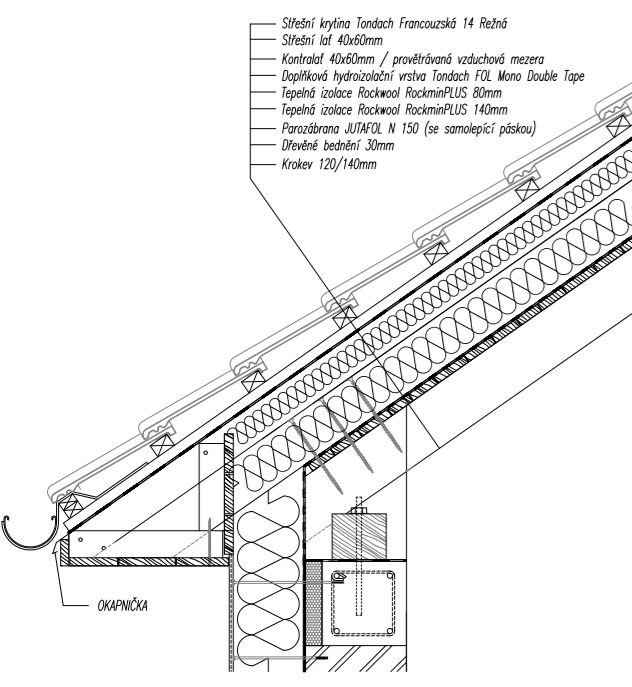 Střešní krytina Tondach Francouzská 14 Režná
Střešní lať 40x60mm
Kontralať 40x60mm / provětrávaná vzduchová mezera
Doplňková hydroizolační vrstva Tondach FOL Mono Double Tape
Tepelná izolace Rockwool RockminPLUS 80mm
Tepelná izolace Rockwool RockminPLUS 140mm
Parozábrana JUTAFOL N 150 (se samolepící páskou)
Dřevěné bednění 30mm
Krokev 120/140mm
OKAPNIČKA